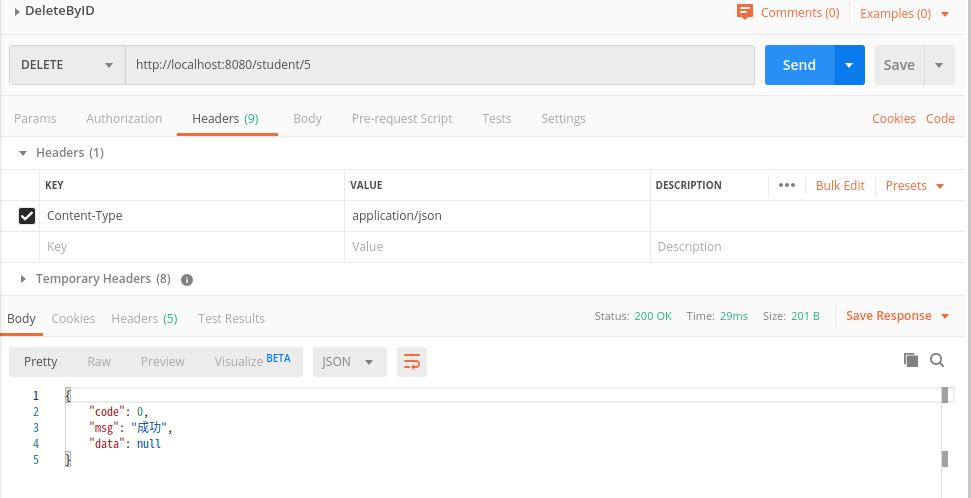 DeleteByID Comments (0) Examples (0)
DELETE http://localhost:8080/student/5 Send Save
Params Authorization Headers (9) Body Pre-request Script Tests Settings Cookies Code
Headers (1)
KEY VALUE DESCRIPTION ••• Bulk Edit Presets
Content-Type application/json
Key Value Description
Temporary Headers (8) i
Body Cookies Headers (5) Test Results Status: 200 OK Time: 29ms Size: 201 B Save Response
Pretty Raw Preview Visualize BETA JSON
1 {
2 "code": 0,
3 "msg": "成功",
4 "data": null
5 }